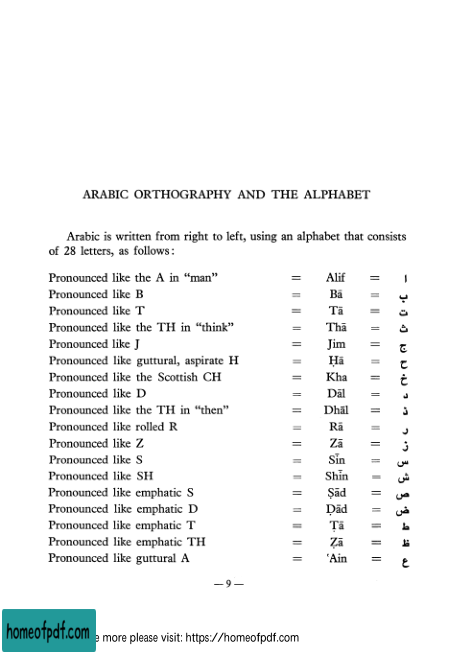 ARABIC ORTHOGRAPHY AND THE ALPHABET
Arabic is written from right to left, using an alphabet that consists
of 28 letters, as follows:
Pronounced like the A in “man” = Alif = ا
Pronounced like B = Bā = ب
Pronounced like T = Tā = ت
Pronounced like the TH in “think” = Thā = ث
Pronounced like J = Jim = ج
Pronounced like guttural, aspirate H = Ḥā = ح
Pronounced like the Scottish CH = Kha = خ
Pronounced like D = Dāl = د
Pronounced like the TH in “then” = Dhāl = ذ
Pronounced like rolled R = Rā = ر
Pronounced like Z = Zā = ز
Pronounced like S = Sīn = س
Pronounced like SH = Shīn = ش
Pronounced like emphatic S = Ṣād = ص
Pronounced like emphatic D = Ḍād = ض
Pronounced like emphatic T = Ṭā = ط
Pronounced like emphatic TH = Ẓā = ظ
Pronounced like guttural A = ‘Ain = ع
— 9 —
homeofpdf.com
e more please visit: https://homeofpdf.com